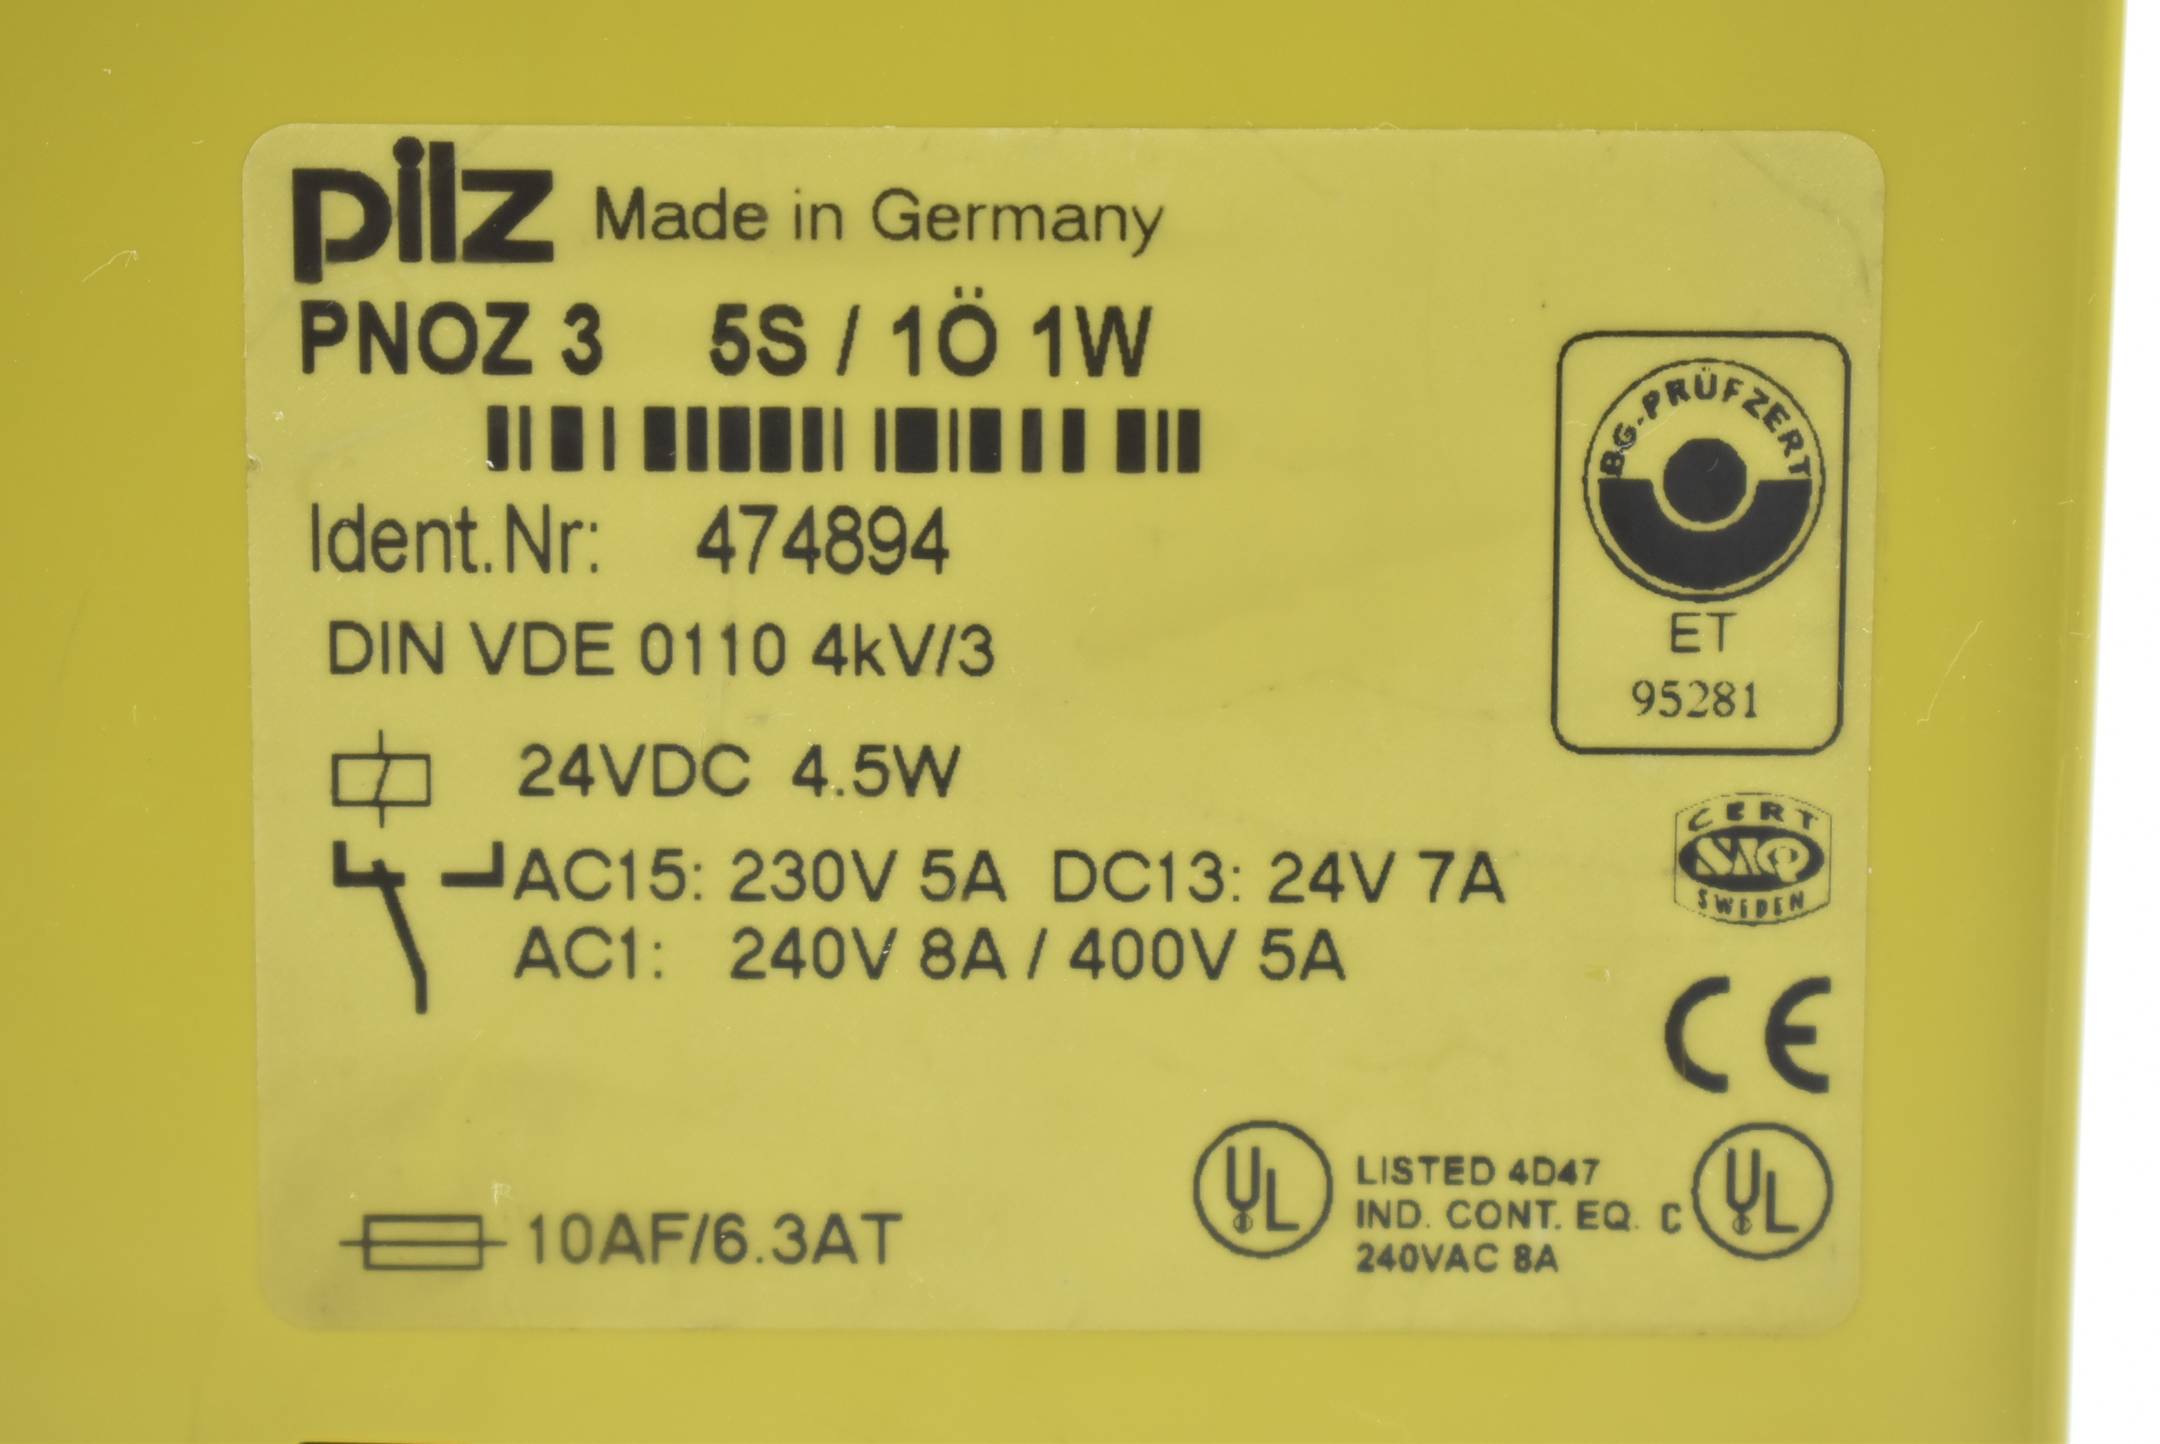 pilz Made in Germany
PNOZ 3 5S / 1Ö 1W
BG-PRÜFZERT
Ident.Nr: 474894
ET
DIN VDE 0110 4kV/3
95281
24VDC 4.5W
CERT
SWEDEN
AC15: 230V 5A DC13: 24V 7A
AC1: 240V 8A / 400V 5A
CE
UL LISTED 4D47
IND. CONT. EQ. C UL
240VAC 8A
10AF/6.3AT